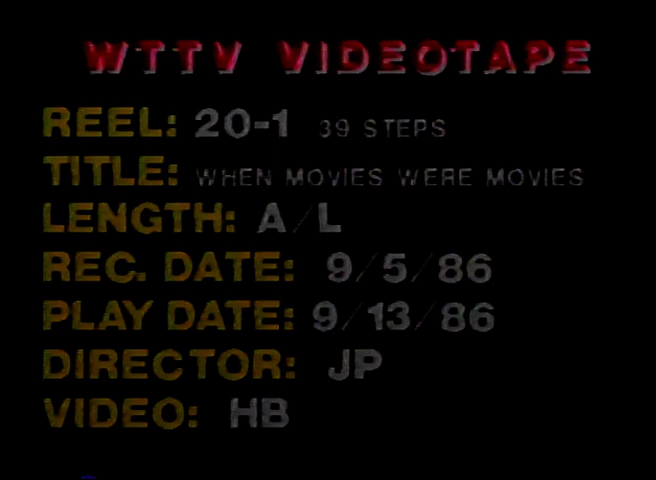 WTTV VIDEOTAPE
REEL: 20-1 39 STEPS
TITLE: WHEN MOVIES WERE MOVIES
LENGTH: A/L
REC. DATE: 9/5/86
PLAY DATE: 9/13/86
DIRECTOR: JP
VIDEO: HB